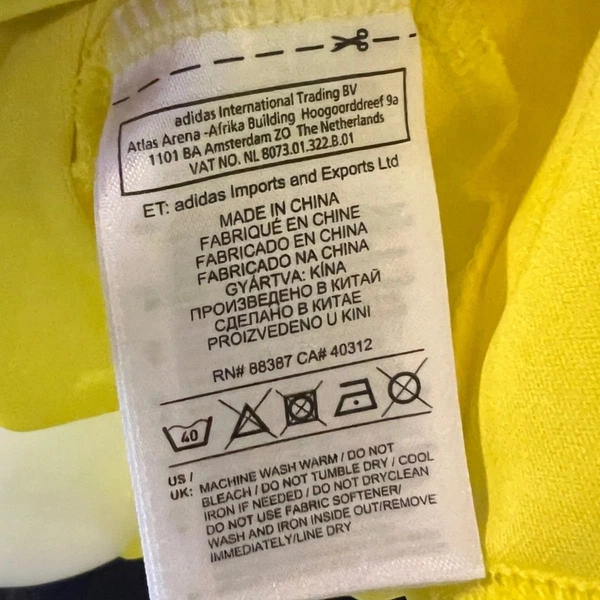 adidas International Trading BV
Atlas Arena -Afrika Building Hoogoorddreef 9a
1101 BA Amsterdam ZO The Netherlands
VAT NO. NL 8073.01.322.B.01
ET: adidas Imports and Exports Ltd
MADE IN CHINA
FABRIQUÉ EN CHINE
FABRICADO EN CHINA
FABRICADO NA CHINA
GYÁRTVA: KÍNA
ПРОИЗВЕДЕНО В КИТАЙ
СДЕЛАНО В КИТАЕ
PROIZVEDENO U KINI
RN# 88387 CA# 40312
40
US /
UK: MACHINE WASH WARM / DO NOT
BLEACH / DO NOT TUMBLE DRY / COOL
IRON IF NEEDED / DO NOT DRYCLEAN
DO NOT USE FABRIC SOFTENER/
WASH AND IRON INSIDE OUT/REMOVE
IMMEDIATELY/LINE DRY